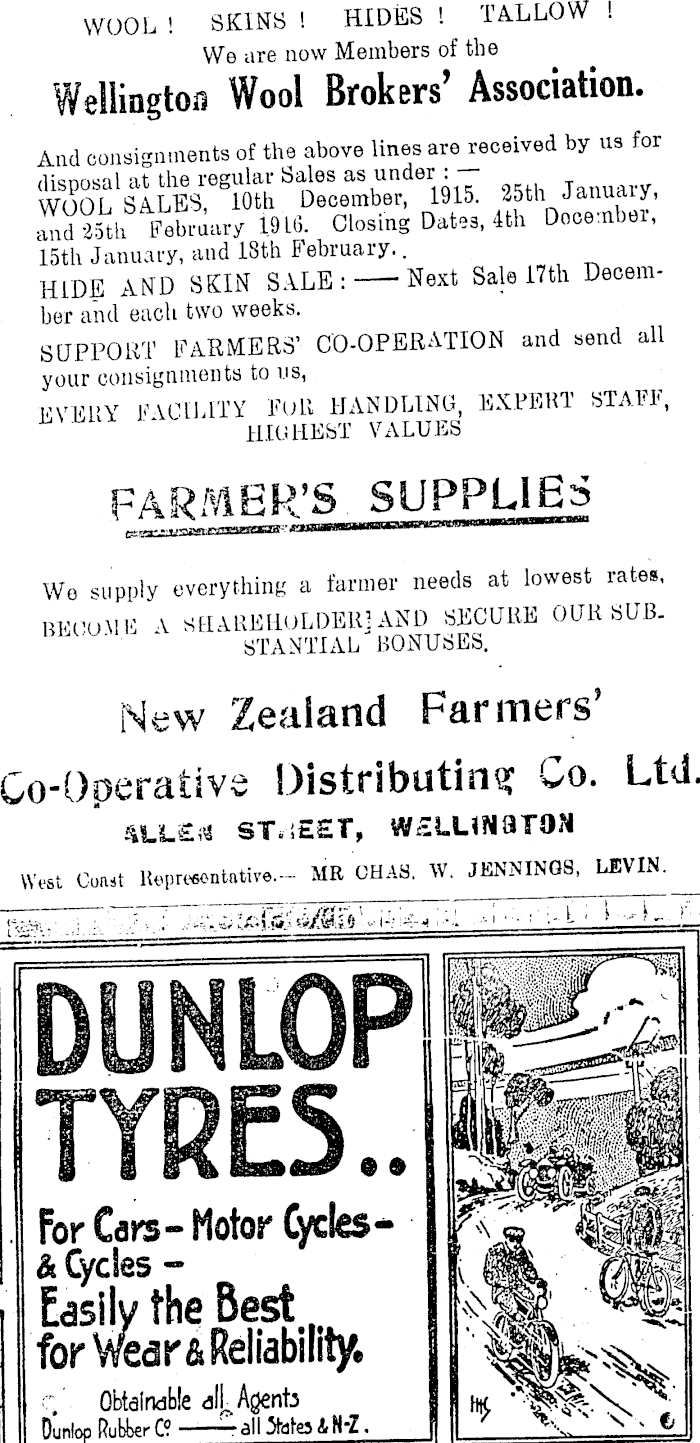 WOOL ! SKINS ! HIDES ! TALLOW !
We are now Members of the
Wellington Wool Brokers' Association.
And consignments of the above lines are received by us for
disposal at the regular Sales as under : —
WOOL SALES, 10th December, 1915. 25th January,
and 25th February 1916. Closing Dates, 4th December,
15th January, and 18th February.
HIDE AND SKIN SALE : — Next Sale 17th Decem-
ber and each two weeks.
SUPPORT FARMERS' CO-OPERATION and send all
your consignments to us,
EVERY FACILITY FOR HANDLING, EXPERT STAFF,
HIGHEST VALUES
FARMER'S SUPPLIES
We supply everything a farmer needs at lowest rates,
BECOME A SHAREHOLDER] AND SECURE OUR SUB-
STANTIAL BONUSES.
New Zealand Farmers'
Co-Operative Distributing Co. Ltd.
ALLEN STREET, WELLINGTON
West Coast Representative.— MR CHAS. W. JENNINGS, LEVIN.
DUNLOP
TYRES..
For Cars – Motor Cycles –
& Cycles –
Easily the Best
for Wear & Reliability.
Obtainable all Agents
Dunlop Rubber Co — all States & N-Z.